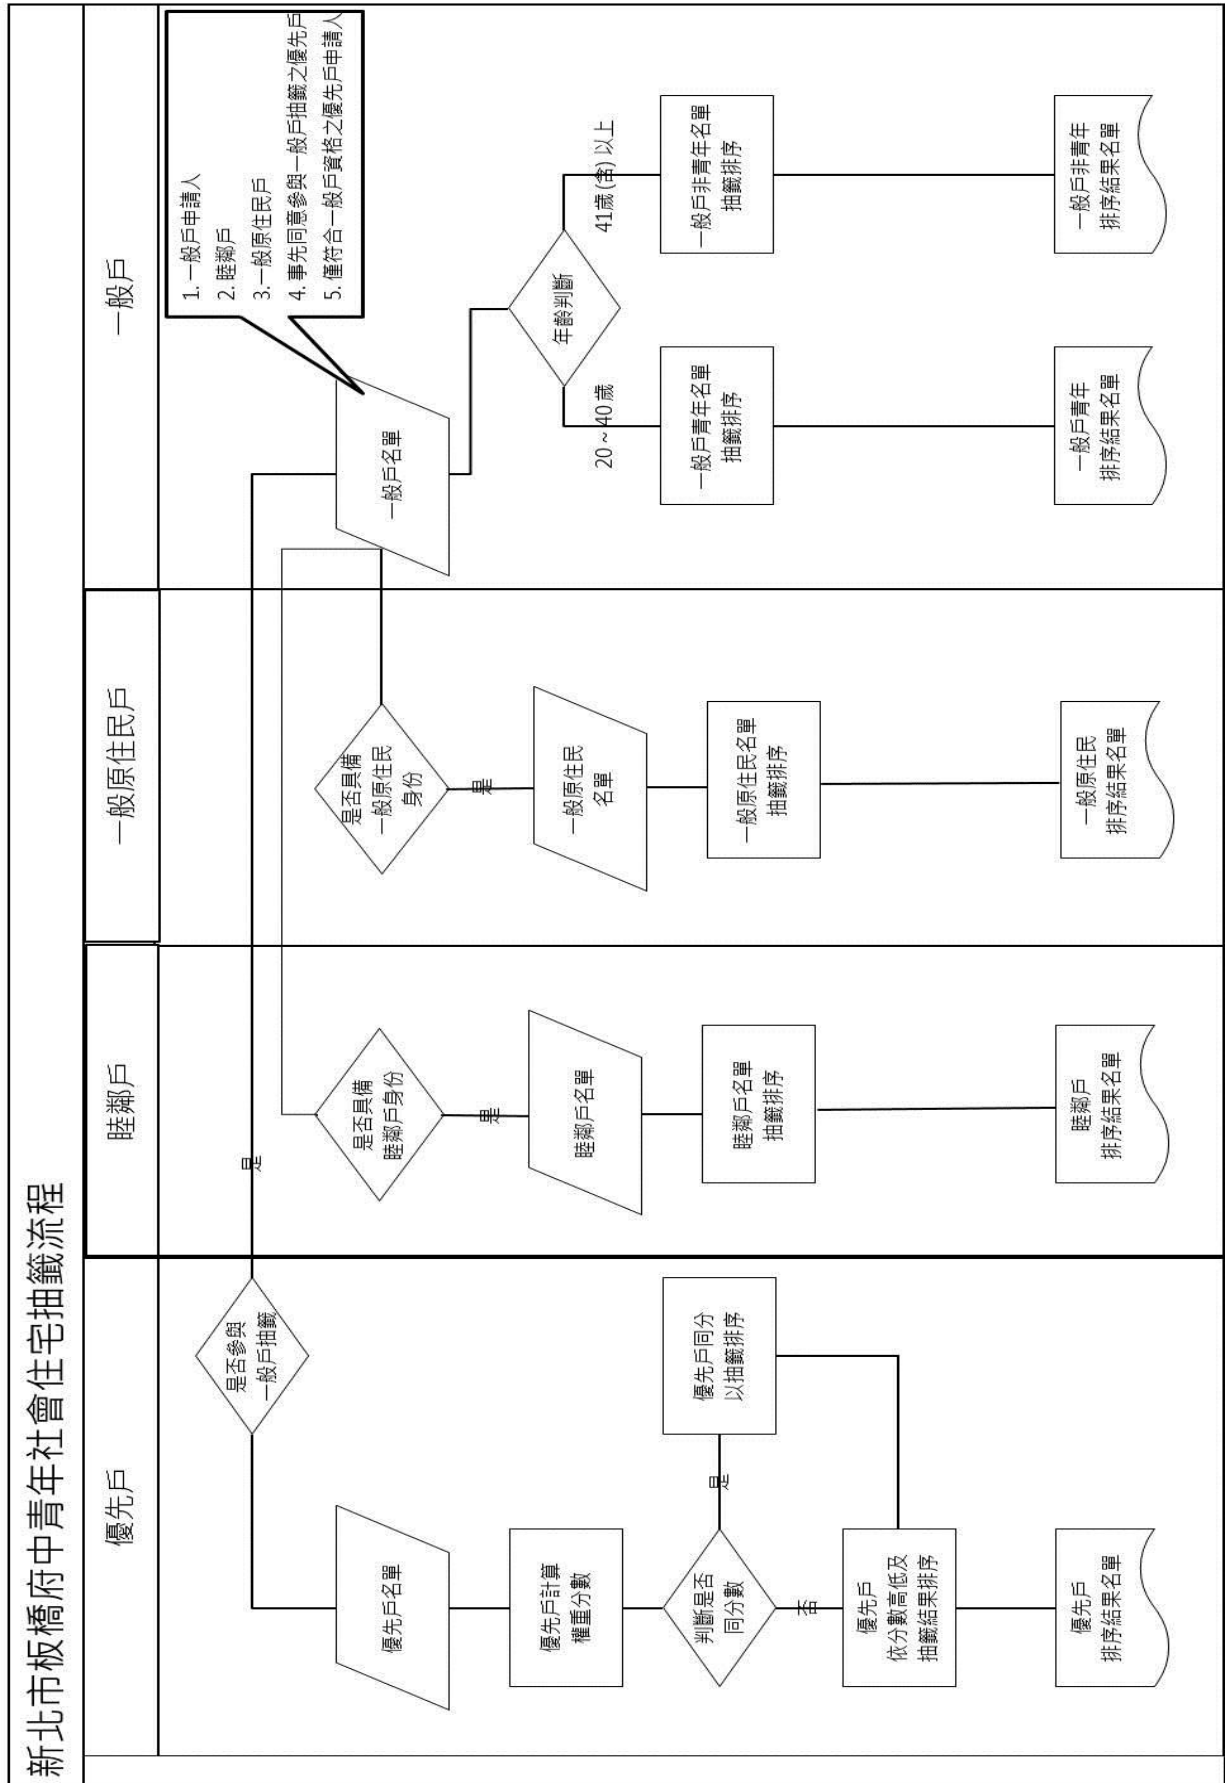 新北市板橋府中青年社會住宅抽籤流程
優先戶
睦鄰戶
一般原住民戶
一般戶
是否參與
一般戶抽籤
是
優先戶名單
優先戶計算
權重分數
判斷是否
同分數
是
優先戶同分
以抽籤排序
否
優先戶
依分數高低及
抽籤結果排序
優先戶
排序結果名單
是否具備
睦鄰戶身份
是
睦鄰戶名單
睦鄰戶名單
抽籤排序
睦鄰戶
排序結果名單
是否具備
一般原住民
身份
是
一般原住民
名單
一般原住民名單
抽籤排序
一般原住民
排序結果名單
1. 一般戶申請人
2. 睦鄰戶
3.一般原住民戶
4. 事先同意參與一般戶抽籤之優先戶
5. 僅符合一般戶資格之優先戶申請人
一般戶名單
年齡判斷
20 ~ 40 歲
41歲 (含) 以上
一般戶青年名單
抽籤排序
一般戶非青年名單
抽籤排序
一般戶青年
排序結果名單
一般戶非青年
排序結果名單